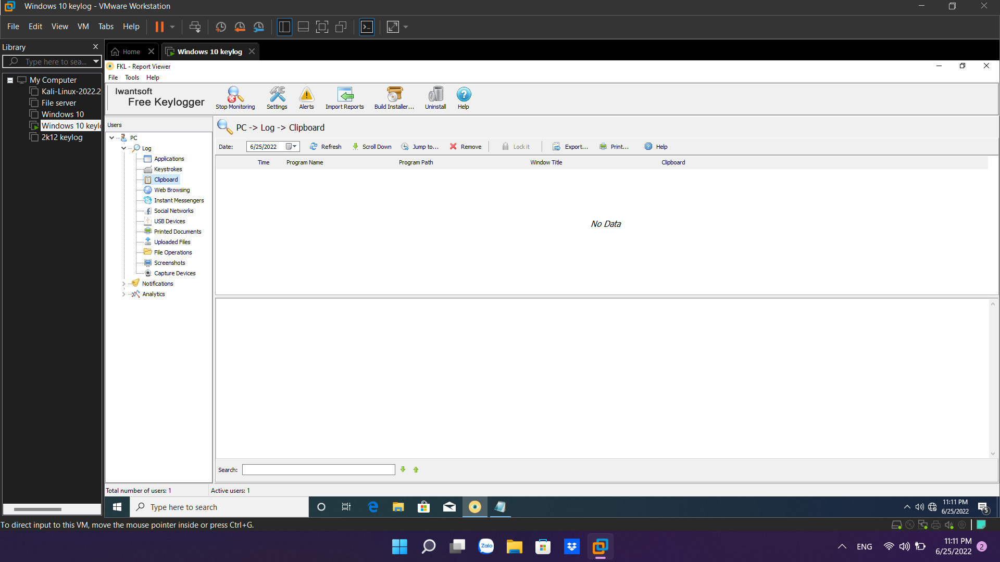 Windows 10 keylog - VMware Workstation
File Edit View VM Tabs Help
Library
Type here to sea...
My Computer
Kali-Linux-2022.2
File server
Windows 10
Windows 10 keylo
2k12 keylog
Home
Windows 10 keylog
FKL - Report Viewer
File Tools Help
Iwantsoft
Free Keylogger
Stop Monitoring
Settings
Alerts
Import Reports
Build Installer...
Uninstall
Help
Users
PC
Log
Applications
Keystrokes
Clipboard
Web Browsing
Instant Messengers
Social Networks
USB Devices
Printed Documents
Uploaded Files
File Operations
Screenshots
Capture Devices
Notifications
Analytics
PC -> Log -> Clipboard
Date: 6/25/2022 Refresh Scroll Down Jump to... Remove Lock it Export... Print... Help
Time Program Name Program Path Window Title Clipboard
No Data
Search:
Total number of users: 1
Active users: 1
Type here to search
11:11 PM
6/25/2022
5
To direct input to this VM, move the mouse pointer inside or press Ctrl+G.
Zalo
ENG
11:11 PM
6/25/2022
2